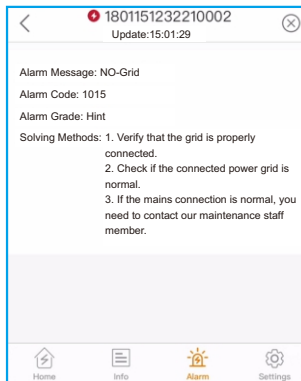 1801151232210002
Update:15:01:29
Alarm Message: NO-Grid
Alarm Code: 1015
Alarm Grade: Hint
Solving Methods: 1. Verify that the grid is properly
connected.
2. Check if the connected power grid is
normal.
3. If the mains connection is normal, you
need to contact our maintenance staff
member.
Home Info Alarm Settings